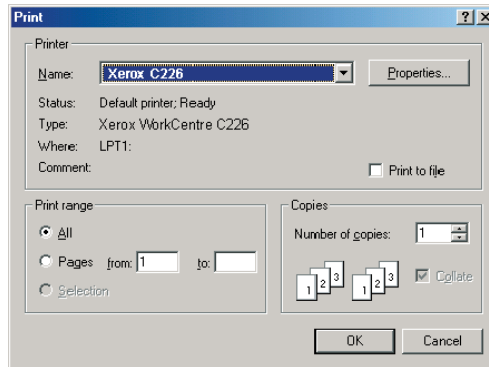 Print
Printer
Name: Xerox C226 Properties...
Status: Default printer; Ready
Type: Xerox WorkCentre C226
Where: LPT1:
Comment: Print to file
Print range
All
Pages from: 1 to:
Selection
Copies
Number of copies: 1
1 2 3 1 2 3
Collate
OK Cancel